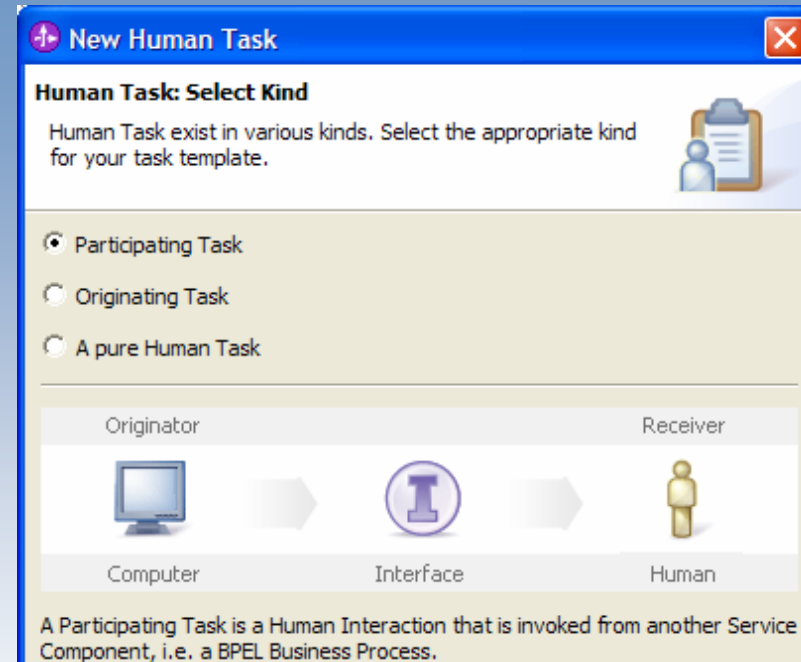 New Human Task
Human Task: Select Kind
Human Task exist in various kinds. Select the appropriate kind
for your task template.
Participating Task
Originating Task
A pure Human Task
Originator Receiver
Computer Interface Human
A Participating Task is a Human Interaction that is invoked from another Service
Component, i.e. a BPEL Business Process.